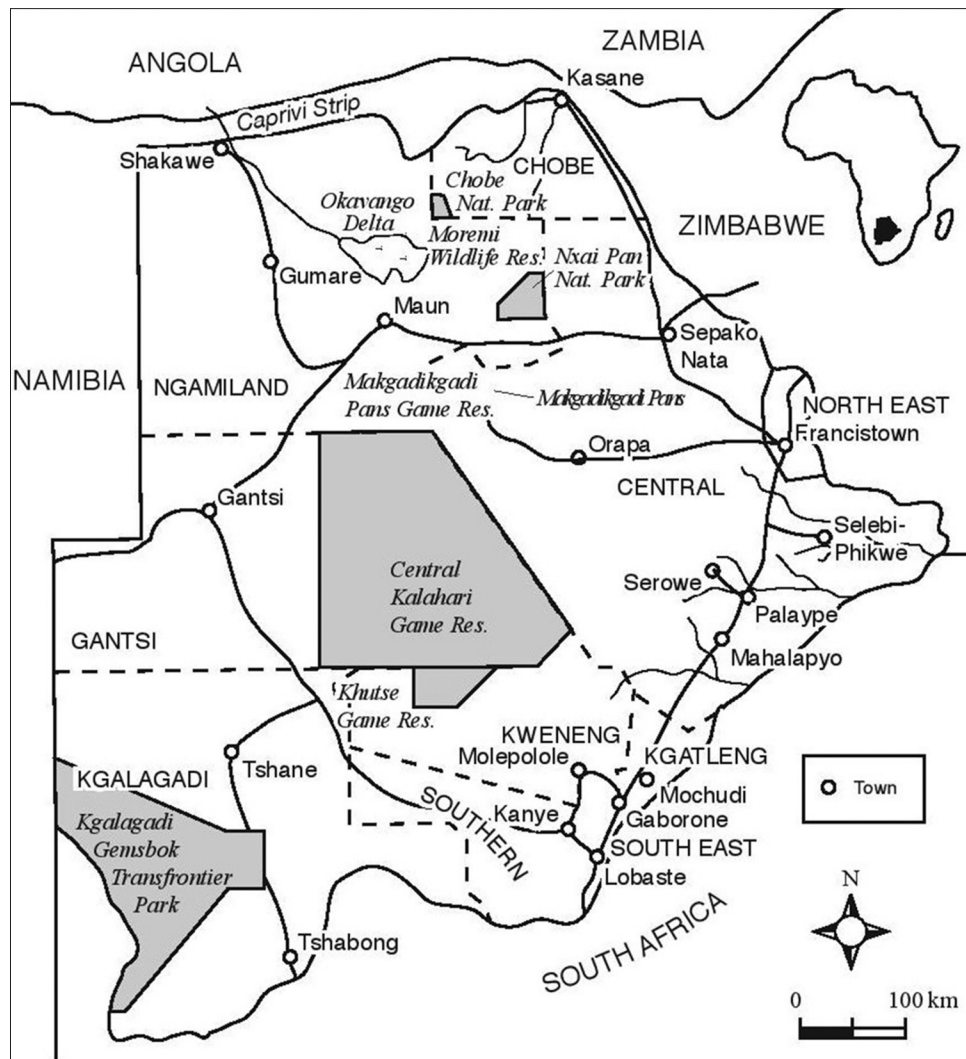 ZAMBIA
ANGOLA
Kasane
Caprivi Strip
Shakawe
CHOBE
Chobe
Nat. Park
Okavango
Delta
ZIMBABWE
Moremi
Wildlife Res.
Nxai Pan
Nat. Park
Gumare
Maun
Sepako
Nata
NAMIBIA
NGAMILAND
Makgadikgadi
Pans Game Res.
Makgadikgadi Pans
NORTH EAST
Francistown
Orapa
CENTRAL
Gantsi
Selebi-
Phikwe
Serowe
Central
Kalahari
Game Res.
Palaype
GANTSI
Mahalapyo
Khutse
Game Res.
KWENENG
Molepolole
KGATLENG
Tshane
KGALAGADI
Mochudi
Town
SOUTHERN
Kanye
Gaborone
Kgalagadi
Gemsbok
Transfrontier
Park
SOUTH EAST
Lobaste
N
SOUTH AFRICA
Tshabong
0 100 km